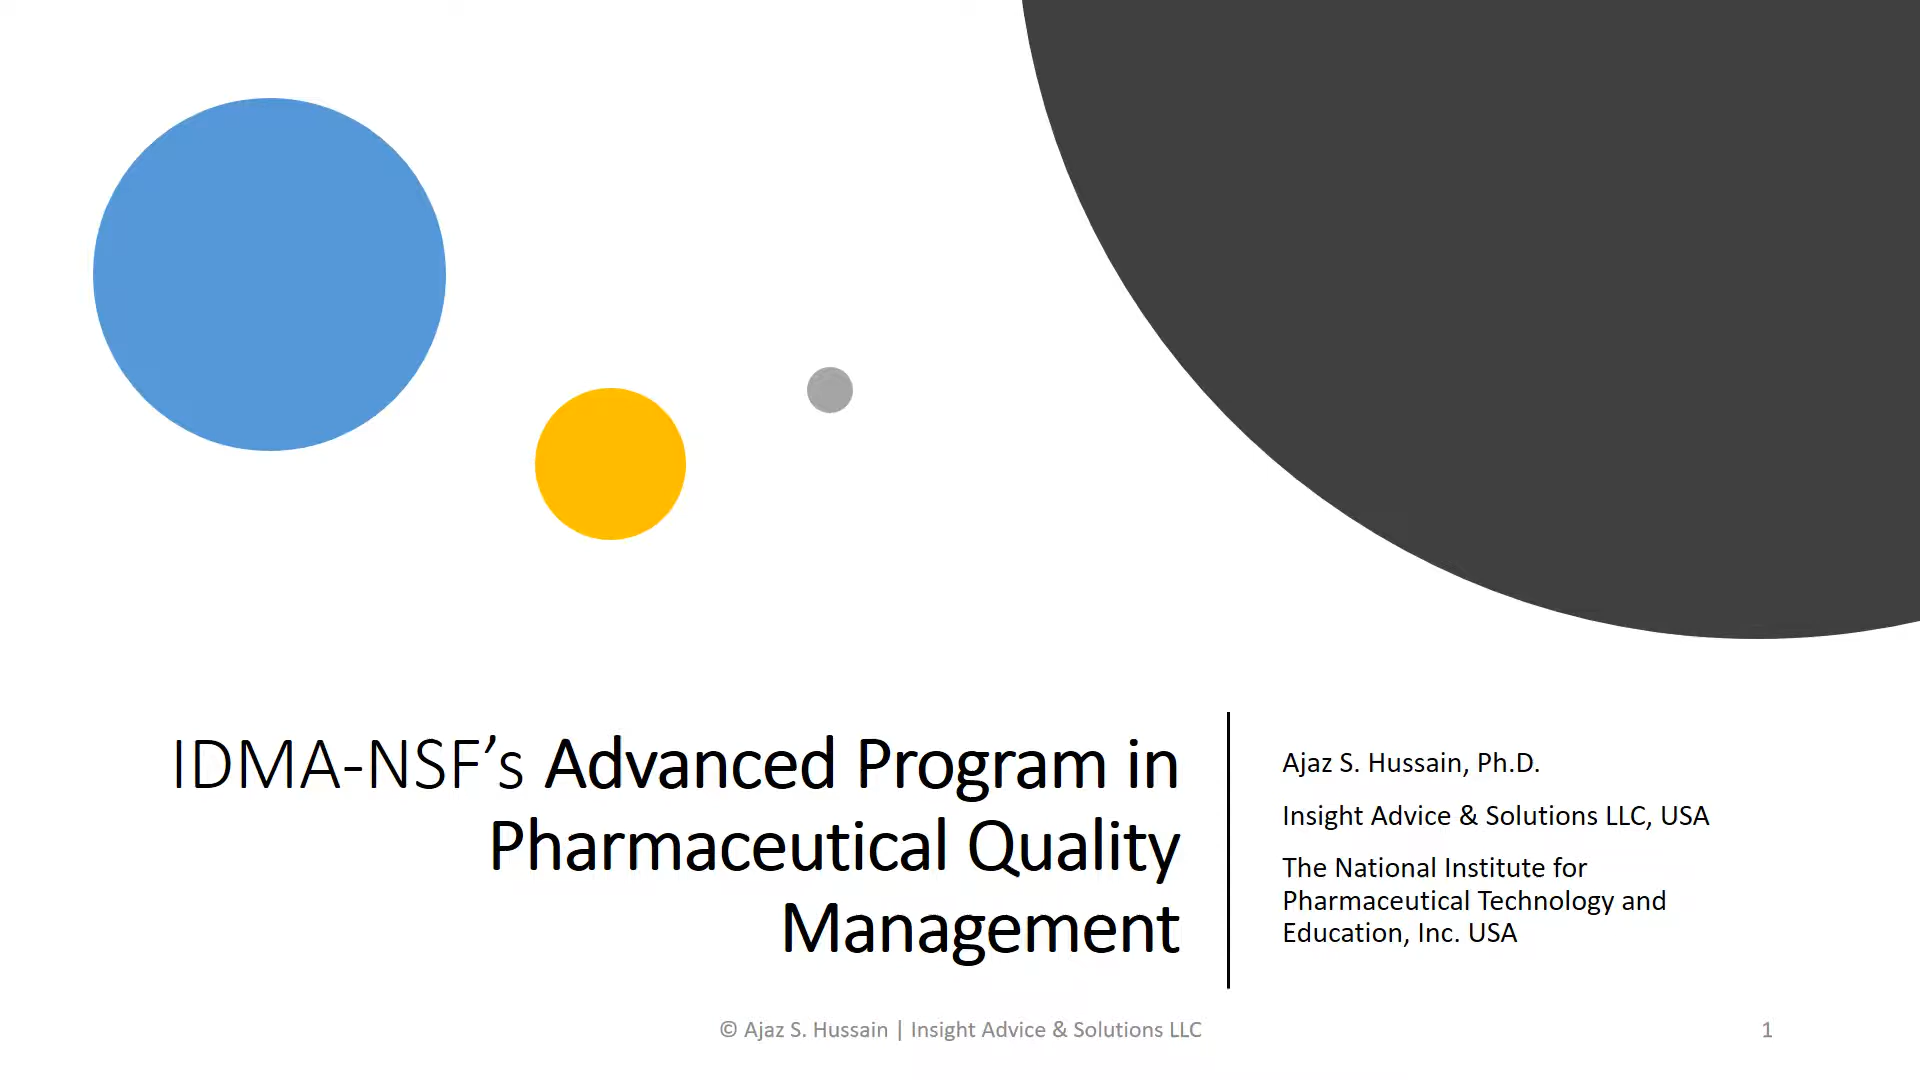 IDMA-NSF’s Advanced Program in
Pharmaceutical Quality
Management
Ajaz S. Hussain, Ph.D.
Insight Advice & Solutions LLC, USA
The National Institute for
Pharmaceutical Technology and
Education, Inc. USA
© Ajaz S. Hussain | Insight Advice & Solutions LLC
1